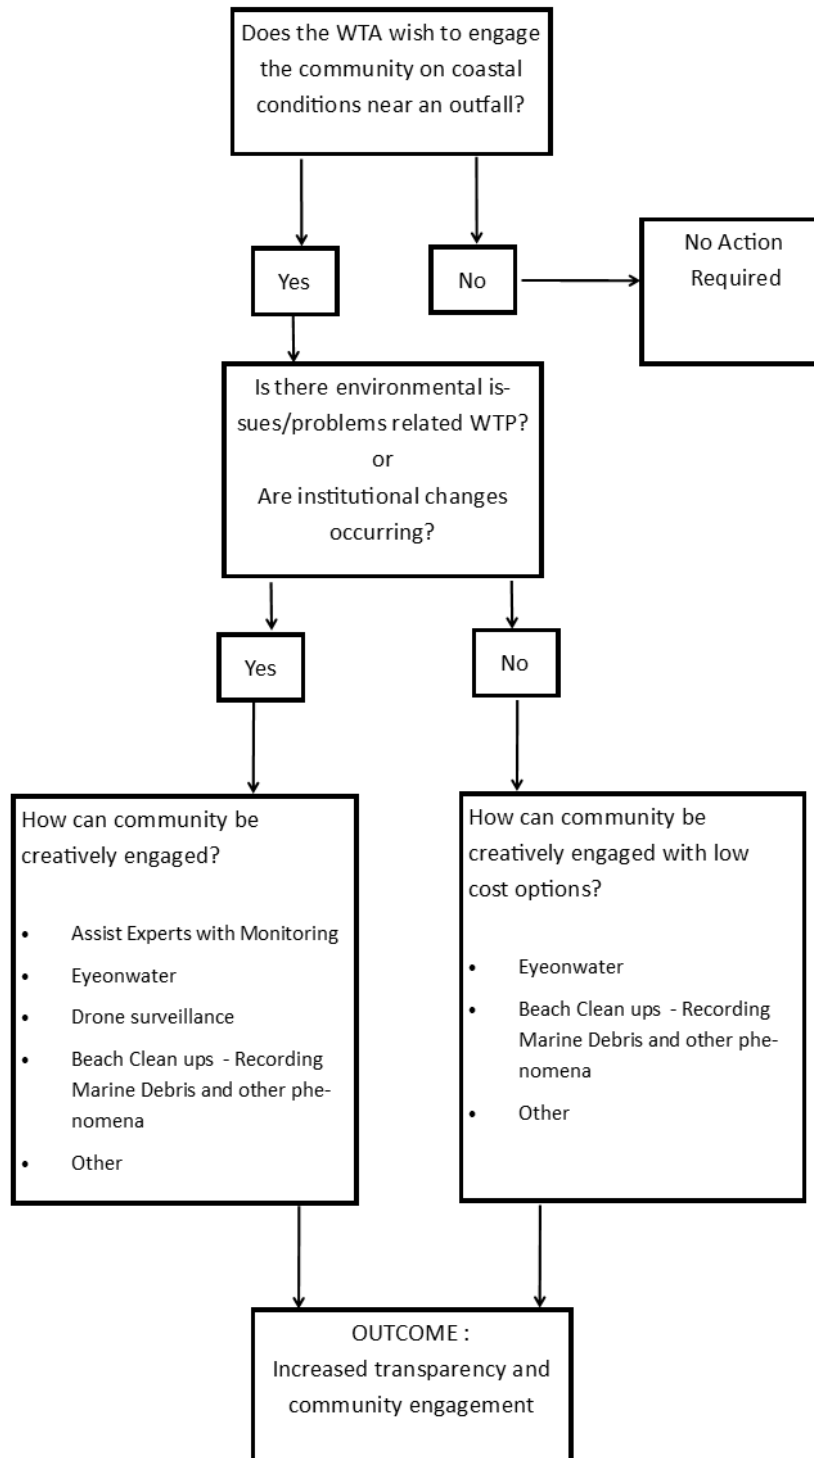 Does the WTA wish to engage
the community on coastal
conditions near an outfall?
Yes
No
No Action
Required
Is there environmental is-
sues/problems related WTP?
or
Are institutional changes
occurring?
Yes
No
How can community be
creatively engaged?
• Assist Experts with Monitoring
• Eyeonwater
• Drone surveillance
• Beach Clean ups - Recording
Marine Debris and other phe-
nomena
• Other
How can community be
creatively engaged with low
cost options?
• Eyeonwater
• Beach Clean ups - Recording
Marine Debris and other phe-
nomena
• Other
OUTCOME :
Increased transparency and
community engagement